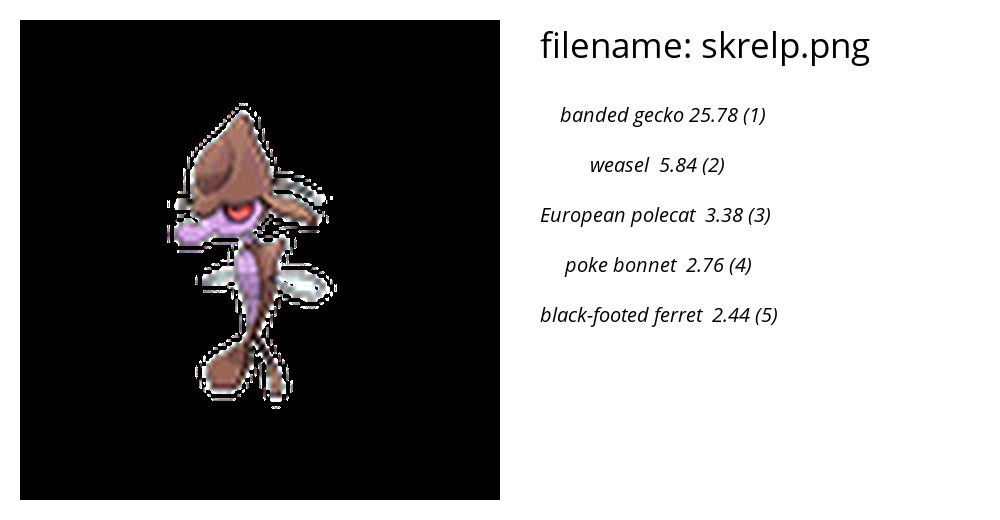 filename: skrelp.png
banded gecko 25.78 (1)
weasel 5.84 (2)
European polecat 3.38 (3)
poke bonnet 2.76 (4)
black-footed ferret 2.44 (5)